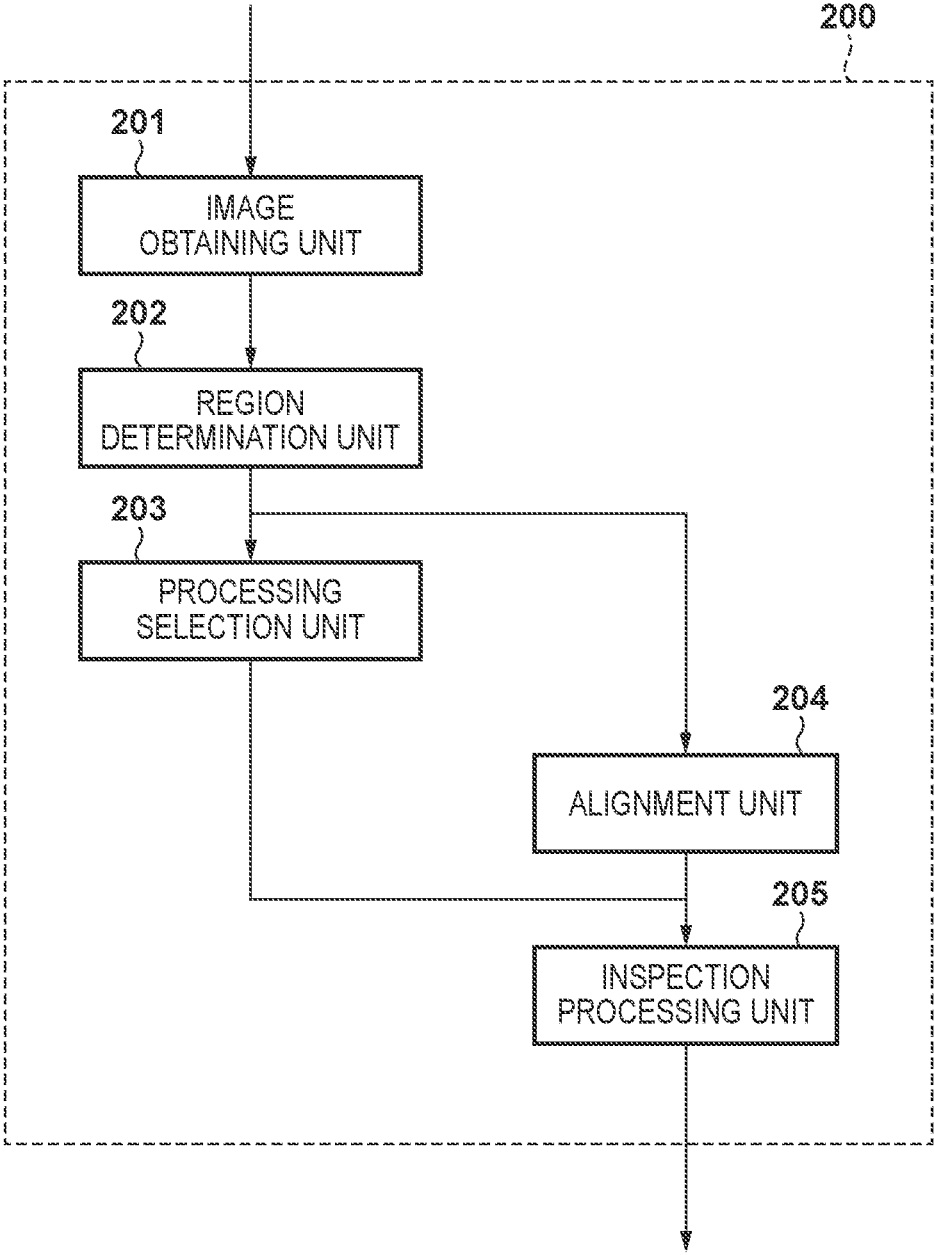 200
201
IMAGE
OBTAINING UNIT
202
REGION
DETERMINATION UNIT
203
PROCESSING
SELECTION UNIT
204
ALIGNMENT UNIT
205
INSPECTION
PROCESSING UNIT